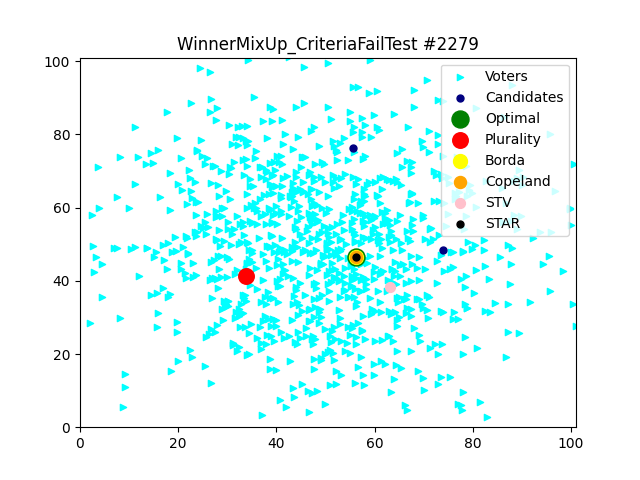 WinnerMixUp_CriteriaFailTest #2279
100
80
60
40
20
0
0 20 40 60 80 100
Voters
Candidates
Optimal
Plurality
Borda
Copeland
STV
STAR